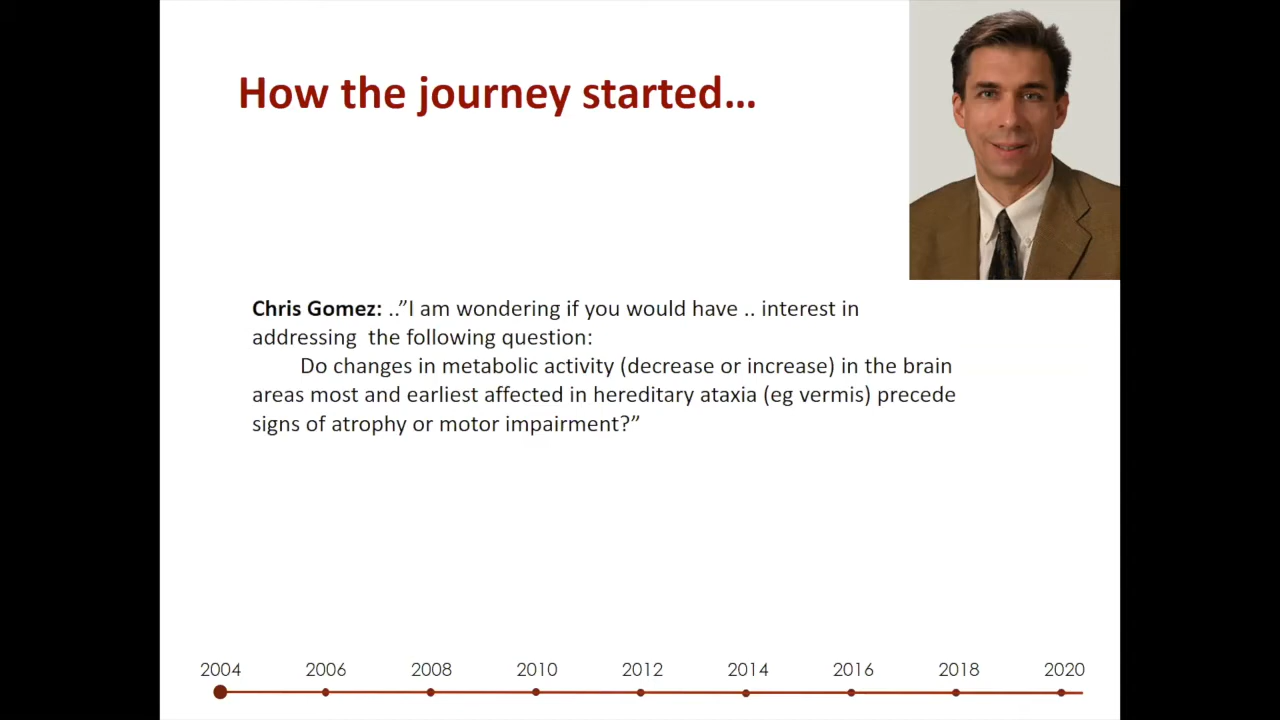 How the journey started…
Chris Gomez: ..”I am wondering if you would have .. interest in
addressing  the following question:
Do changes in metabolic activity (decrease or increase) in the brain
areas most and earliest affected in hereditary ataxia (eg vermis) precede
signs of atrophy or motor impairment?”
2004 2006 2008 2010 2012 2014 2016 2018 2020